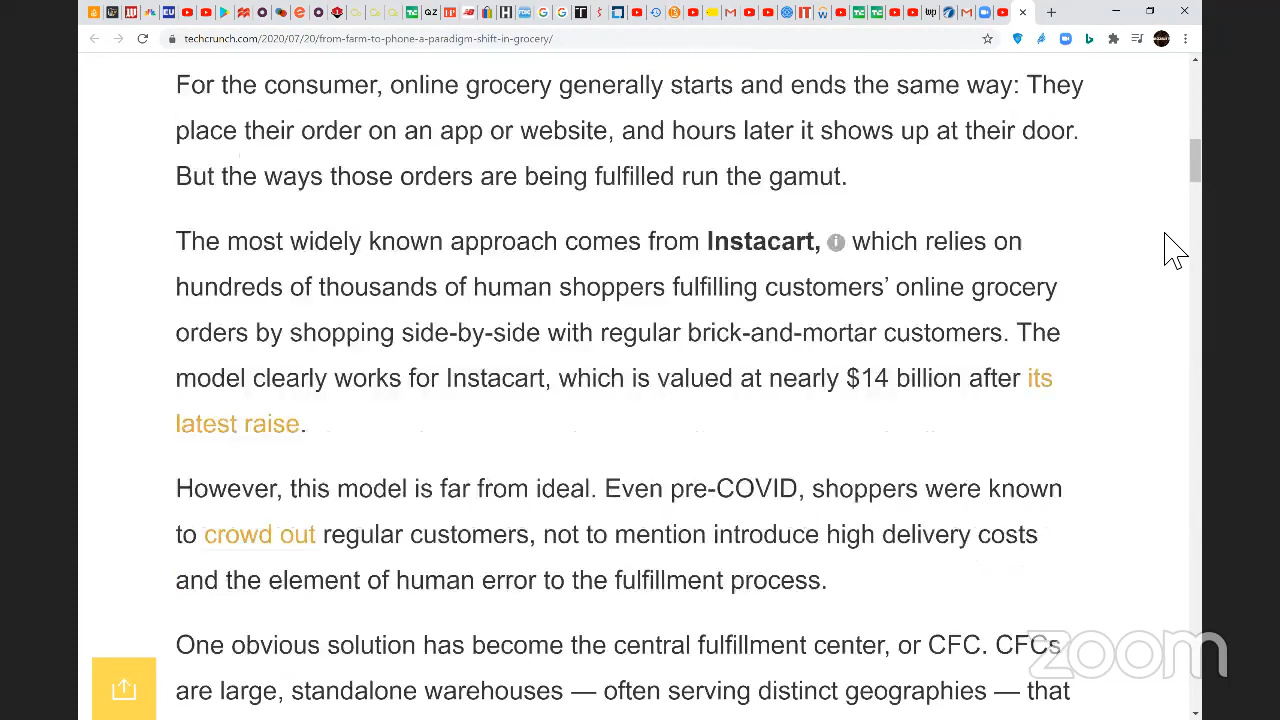 techcrunch.com/2020/07/20/from-farm-to-phone-a-paradigm-shift-in-grocery/
For the consumer, online grocery generally starts and ends the same way: They
place their order on an app or website, and hours later it shows up at their door.
But the ways those orders are being fulfilled run the gamut.
The most widely known approach comes from Instacart, i which relies on
hundreds of thousands of human shoppers fulfilling customers’ online grocery
orders by shopping side-by-side with regular brick-and-mortar customers. The
model clearly works for Instacart, which is valued at nearly $14 billion after its
latest raise.
However, this model is far from ideal. Even pre-COVID, shoppers were known
to crowd out regular customers, not to mention introduce high delivery costs
and the element of human error to the fulfillment process.
One obvious solution has become the central fulfillment center, or CFC. CFCs
are large, standalone warehouses — often serving distinct geographies — that
zoom